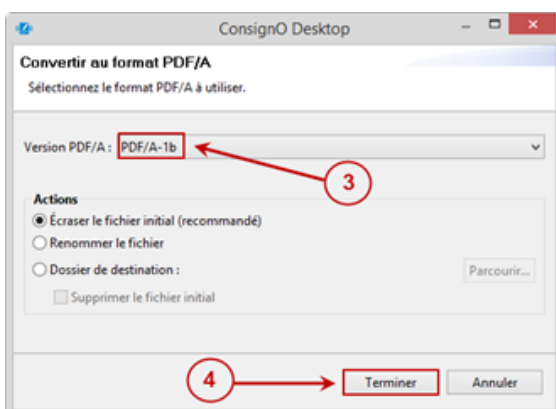 ConsignO Desktop
Convertir au format PDF/A
Sélectionnez le format PDF/A à utiliser.
Version PDF/A : PDF/A-1b
3
Actions
Écraser le fichier initial (recommandé)
Renommer le fichier
Dossier de destination :
Parcourir...
Supprimer le fichier initial
4
Terminer
Annuler